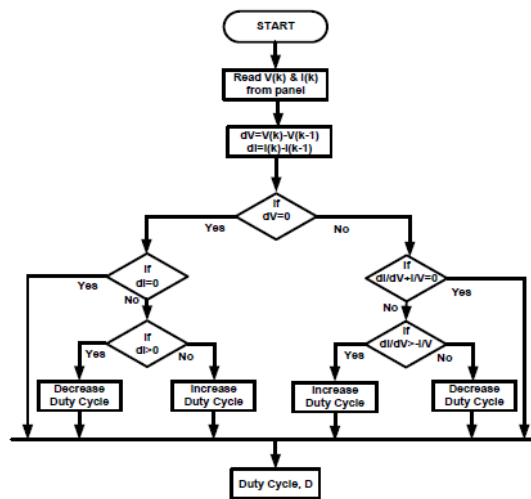 START
Read V(k) & I(k)
from panel
dV=V(k)-V(k-1)
dI=I(k)-I(k-1)
If
dV=0
Yes
No
If
dI=0
Yes
No
If
dI/dV+I/V=0
Yes
No
If
dI>0
Yes
No
If
dI/dV>-I/V
Yes
No
Decrease
Duty Cycle
Increase
Duty Cycle
Increase
Duty Cycle
Decrease
Duty Cycle
Duty Cycle, D